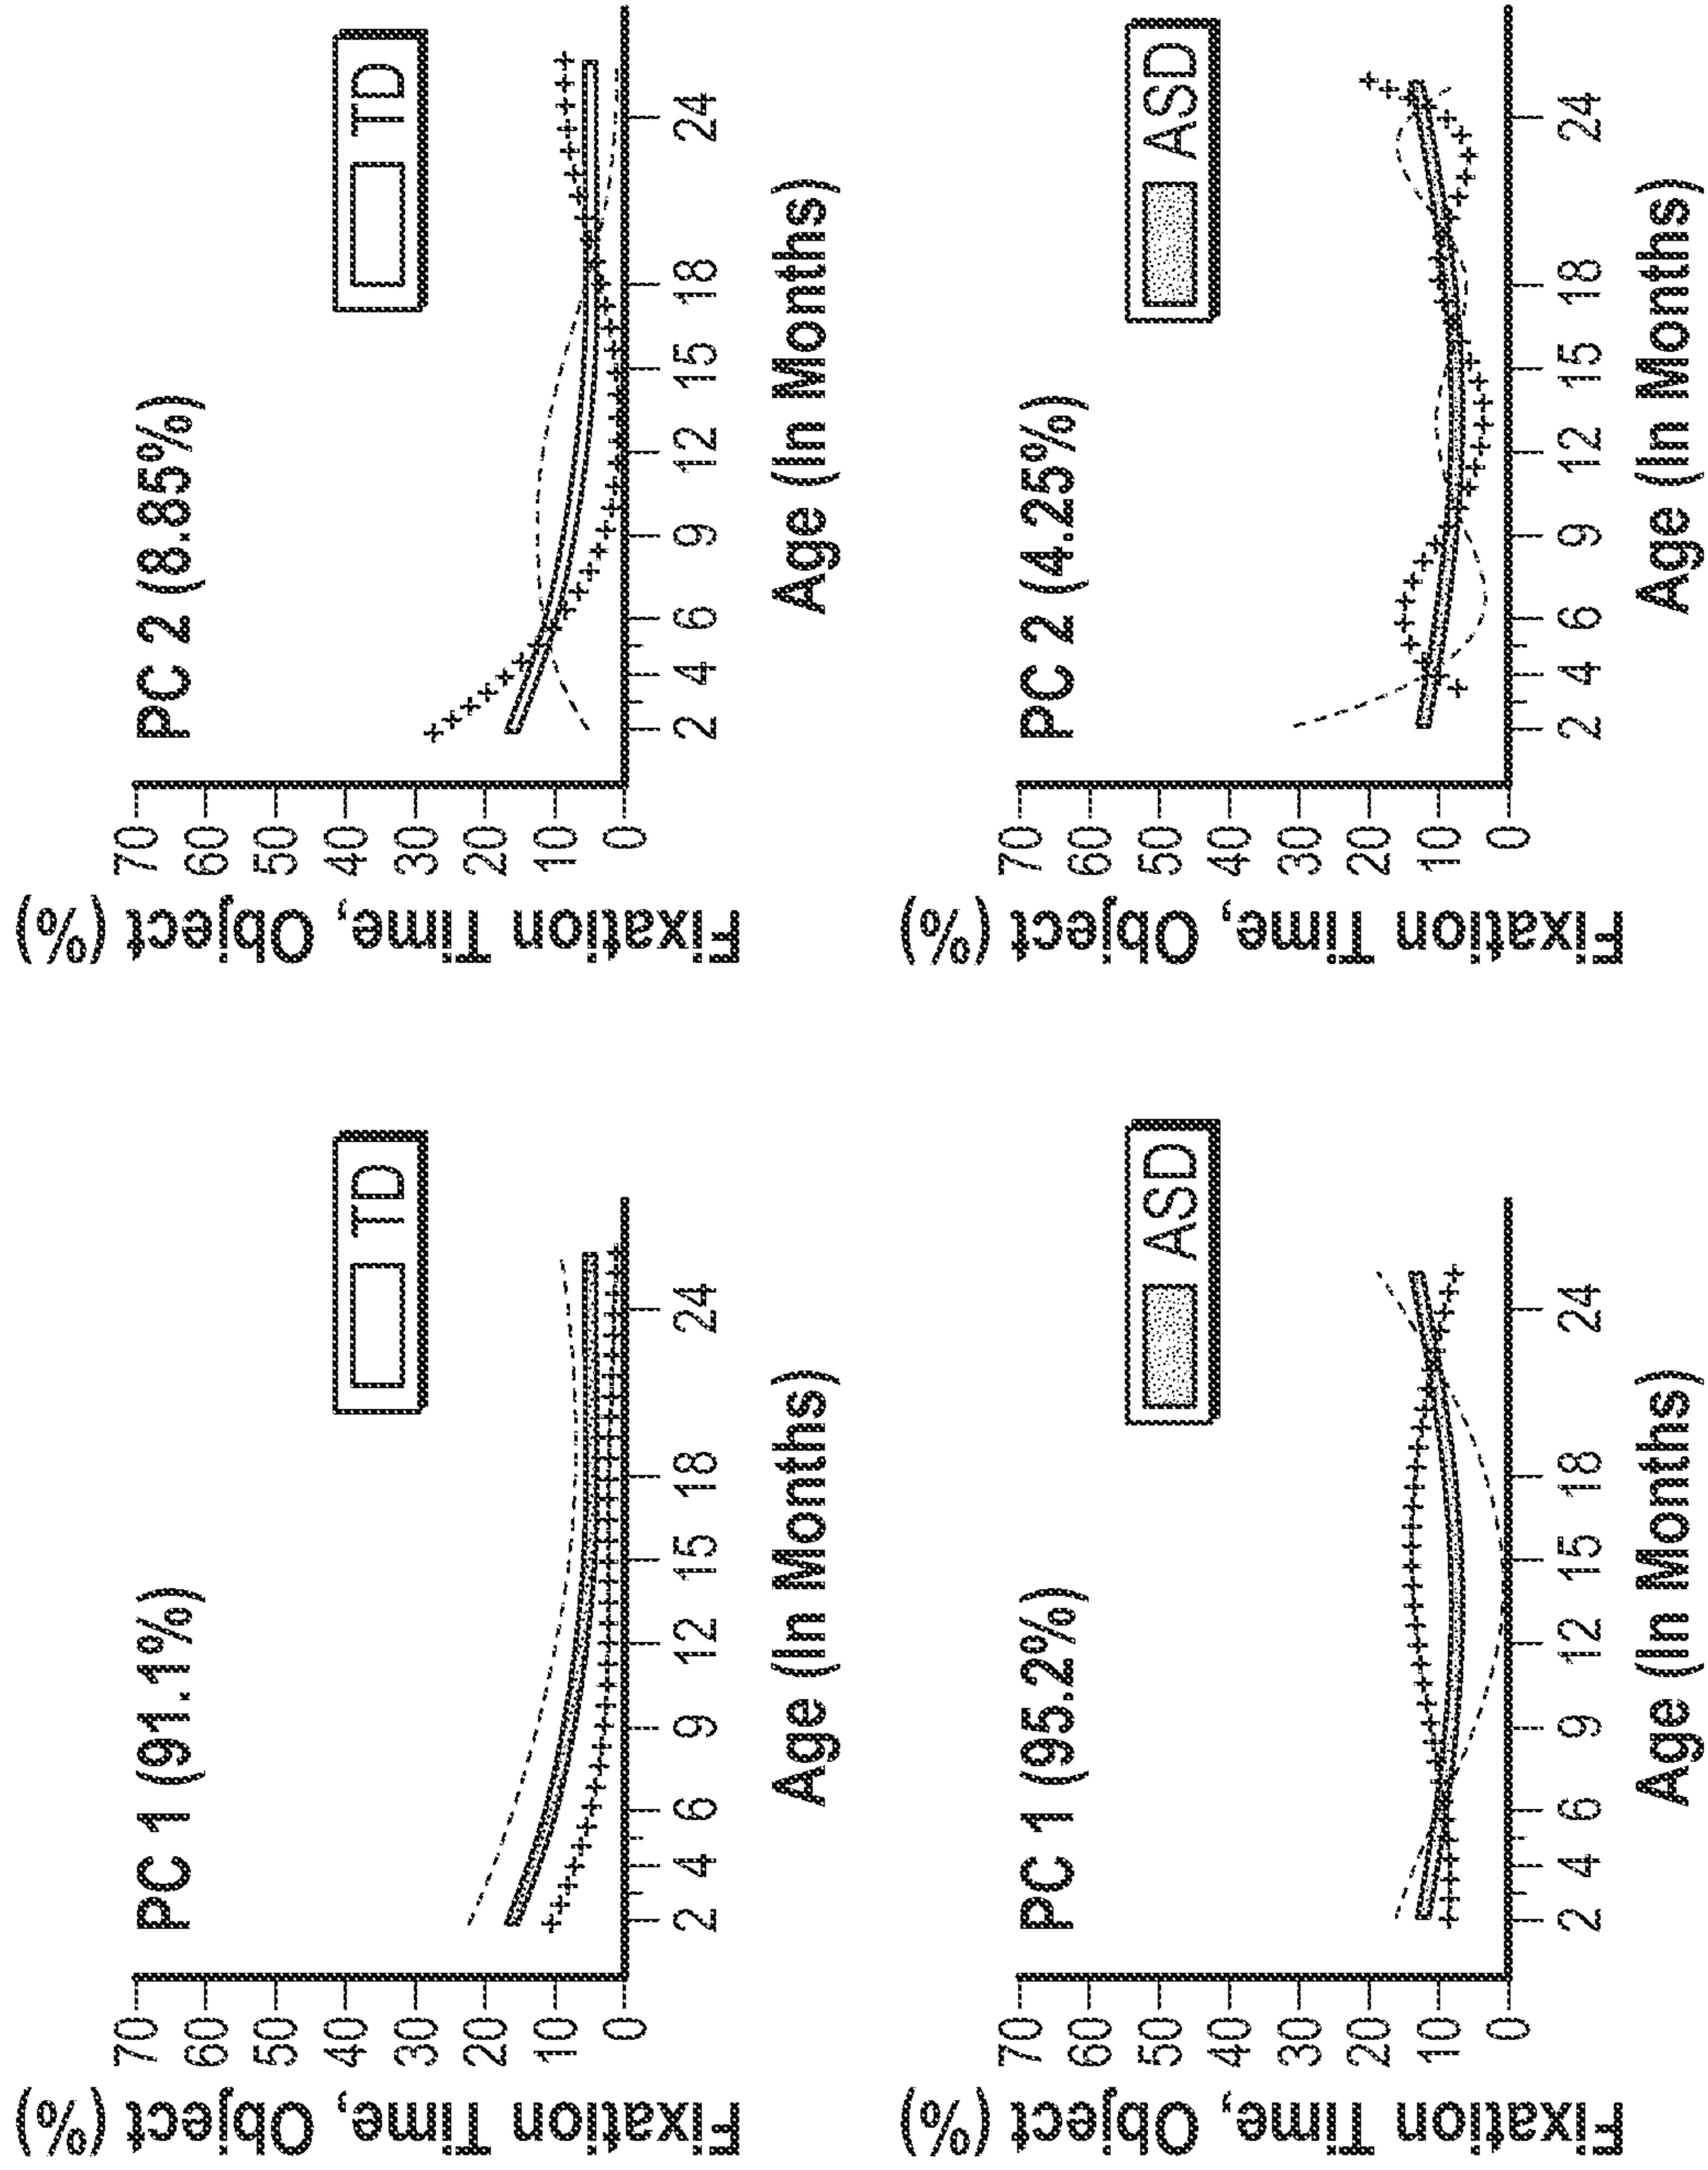 PC 1 (91.1%)
TD
Fixation Time, Object
(%)
70
60
50
40
30
20
10
0
2 4 6 9 12 15 18 24
Age (In Months)
PC 2 (8.85%)
TD
Fixation Time, Object
(%)
70
60
50
40
30
20
10
0
2 4 6 9 12 15 18 24
Age (In Months)
PC 1 (95.2%)
ASD
Fixation Time, Object
(%)
70
60
50
40
30
20
10
0
2 4 6 9 12 15 18 24
Age (In Months)
PC 2 (4.25%)
ASD
Fixation Time, Object
(%)
70
60
50
40
30
20
10
0
2 4 6 9 12 15 18 24
Age (In Months)